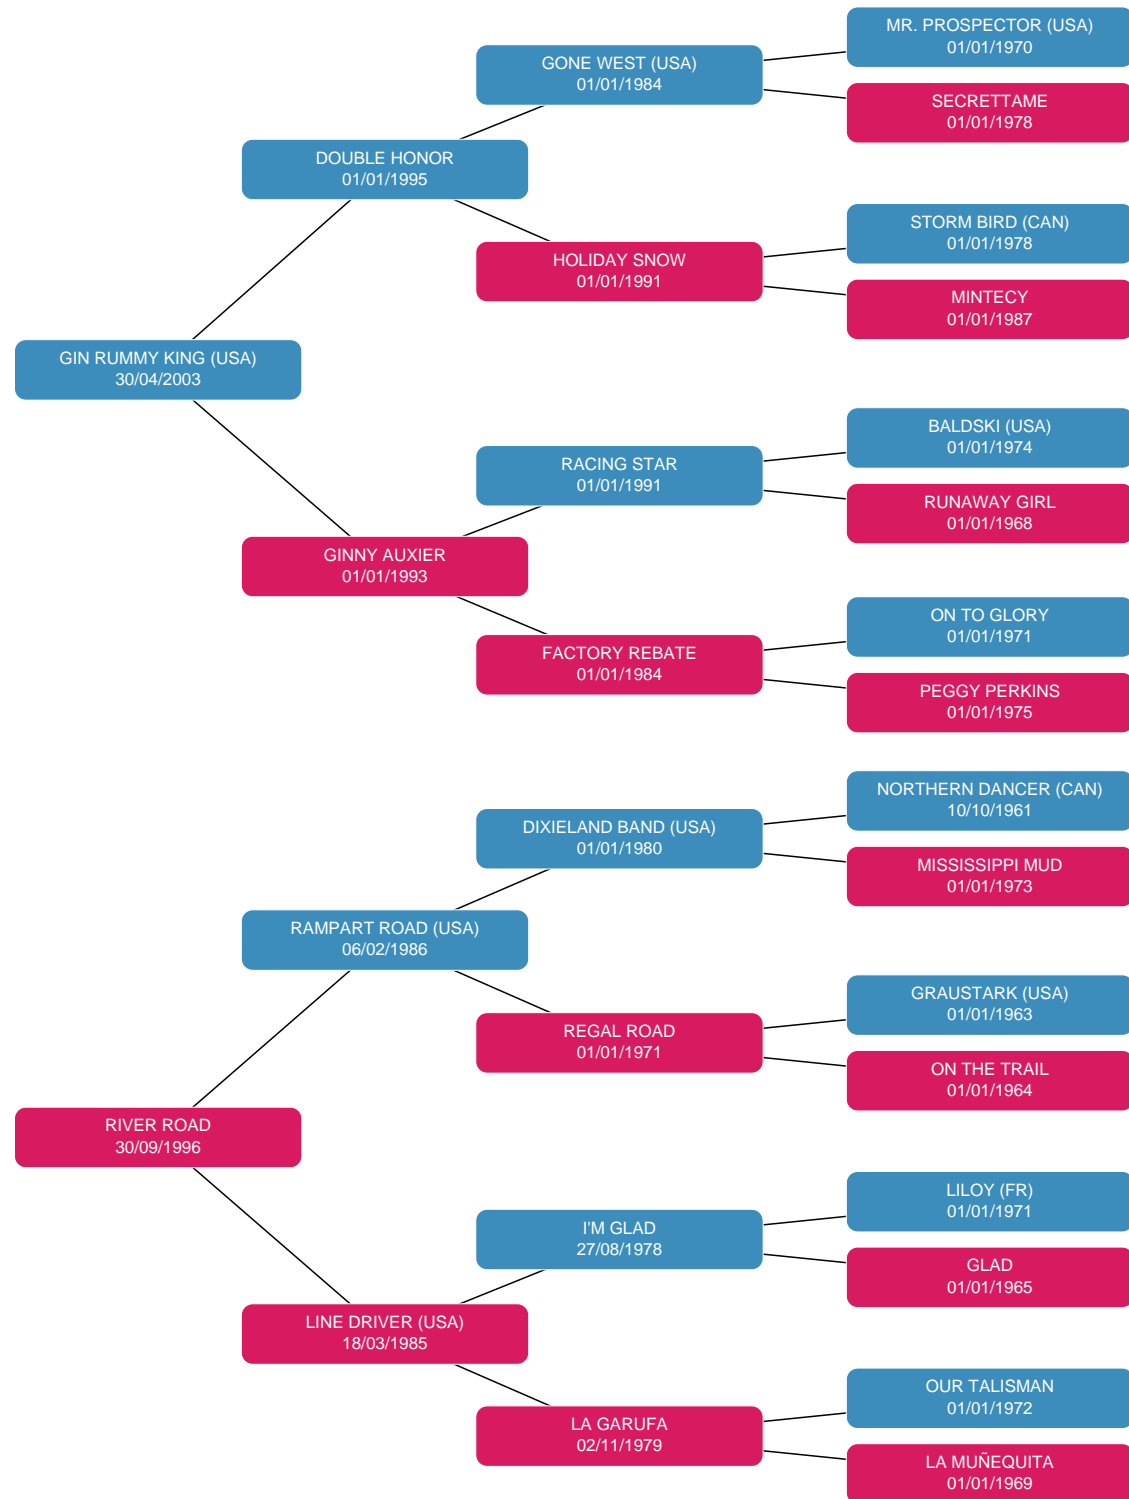 MR. PROSPECTOR (USA)
01/01/1970
GONE WEST (USA)
01/01/1984
SECRETTAME
01/01/1978
DOUBLE HONOR
01/01/1995
STORM BIRD (CAN)
01/01/1978
HOLIDAY SNOW
01/01/1991
MINTECY
01/01/1987
GIN RUMMY KING (USA)
30/04/2003
BALDSKI (USA)
01/01/1974
RACING STAR
01/01/1991
RUNAWAY GIRL
01/01/1968
GINNY AUXIER
01/01/1993
ON TO GLORY
01/01/1971
FACTORY REBATE
01/01/1984
PEGGY PERKINS
01/01/1975
NORTHERN DANCER (CAN)
10/10/1961
DIXIELAND BAND (USA)
01/01/1980
MISSISSIPPI MUD
01/01/1973
RAMPART ROAD (USA)
06/02/1986
GRAUSTARK (USA)
01/01/1963
REGAL ROAD
01/01/1971
ON THE TRAIL
01/01/1964
RIVER ROAD
30/09/1996
LILOY (FR)
01/01/1971
I'M GLAD
27/08/1978
GLAD
01/01/1965
LINE DRIVER (USA)
18/03/1985
OUR TALISMAN
01/01/1972
LA GARUFA
02/11/1979
LA MUÑEQUITA
01/01/1969